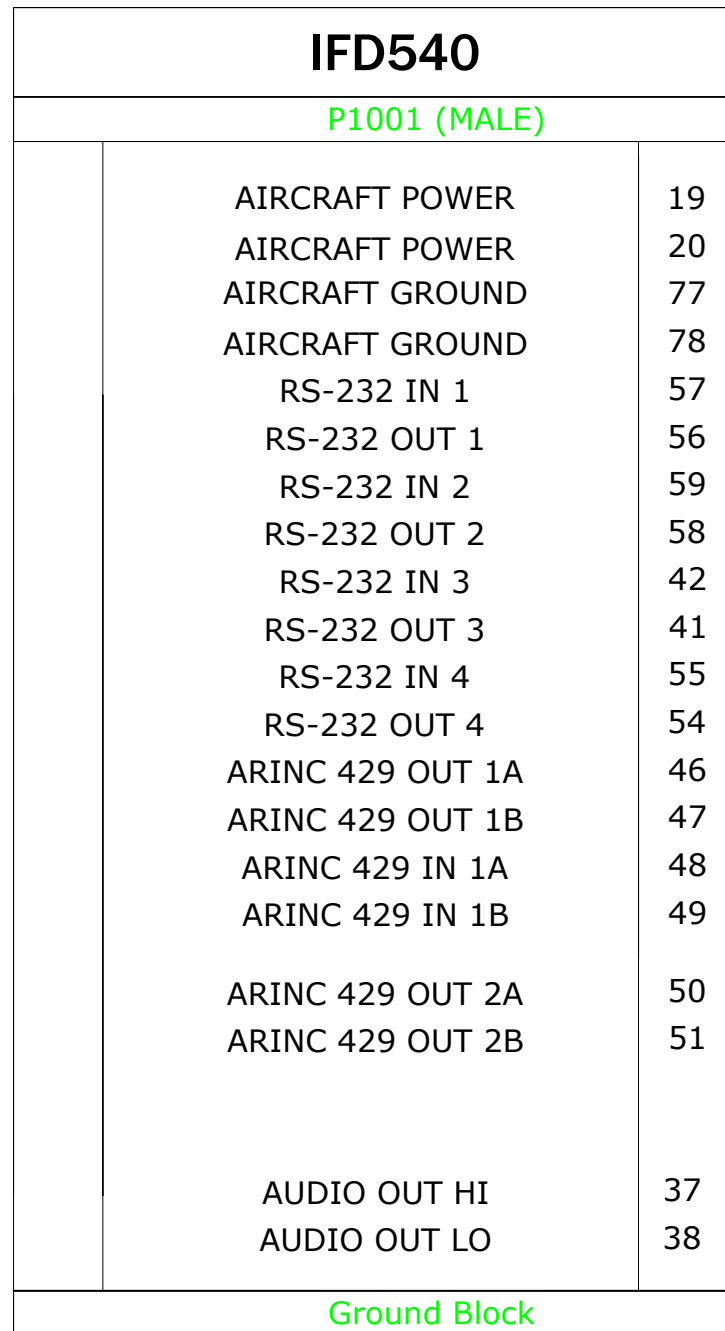 IFD540
P1001 (MALE)
AIRCRAFT POWER 19
AIRCRAFT POWER 20
AIRCRAFT GROUND 77
AIRCRAFT GROUND 78
RS-232 IN 1 57
RS-232 OUT 1 56
RS-232 IN 2 59
RS-232 OUT 2 58
RS-232 IN 3 42
RS-232 OUT 3 41
RS-232 IN 4 55
RS-232 OUT 4 54
ARINC 429 OUT 1A 46
ARINC 429 OUT 1B 47
ARINC 429 IN 1A 48
ARINC 429 IN 1B 49
ARINC 429 OUT 2A 50
ARINC 429 OUT 2B 51
AUDIO OUT HI 37
AUDIO OUT LO 38
Ground Block